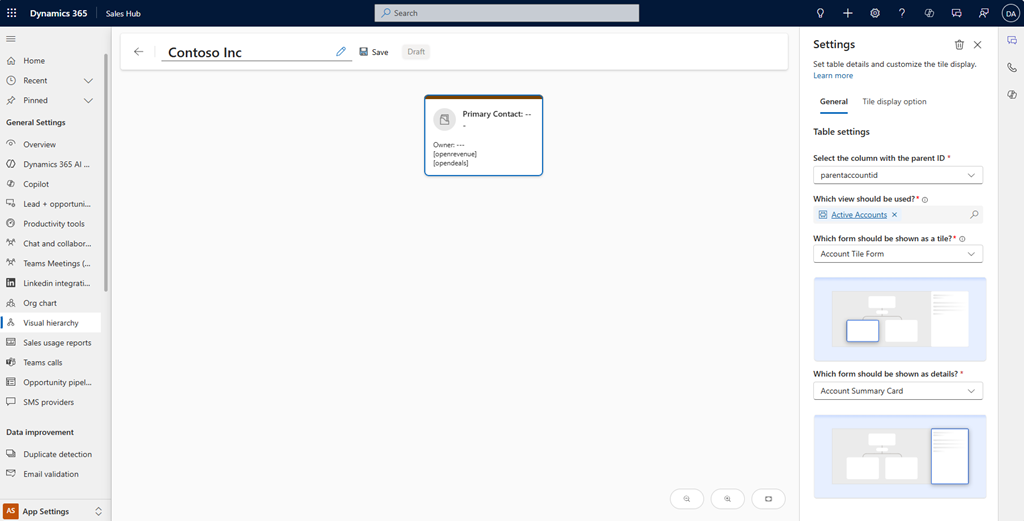 Dynamics 365
Sales Hub
Search
DA
Home
Recent
Pinned
General Settings
Overview
Dynamics 365 AI ...
Copilot
Lead + opportuni...
Productivity tools
Chat and collabor...
Teams Meetings (...
Linkedin integrati...
Org chart
Visual hierarchy
Sales usage reports
Teams calls
Opportunity pipel...
SMS providers
Data improvement
Duplicate detection
Email validation
AS
App Settings
Contoso Inc
Save
Draft
Primary Contact: --
-
Owner: ---
[openrevenue]
[opendeals]
Settings
Set table details and customize the tile display.
Learn more
General
Tile display option
Table settings
Select the column with the parent ID *
parentaccountid
Which view should be used?*
Active Accounts
Which form should be shown as a tile?*
Account Tile Form
Which form should be shown as details? *
Account Summary Card